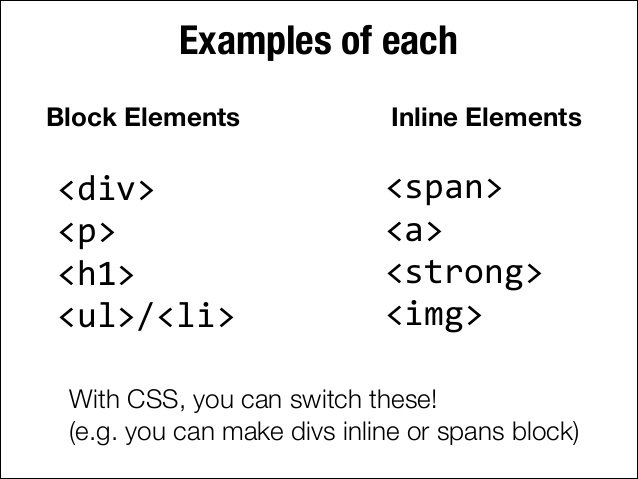 Examples of each
Block Elements
<div>
<p>
<h1>
<ul>/<li>
Inline Elements
<span>
<a>
<strong>
<img>
With CSS, you can switch these!
(e.g. you can make divs inline or spans block)